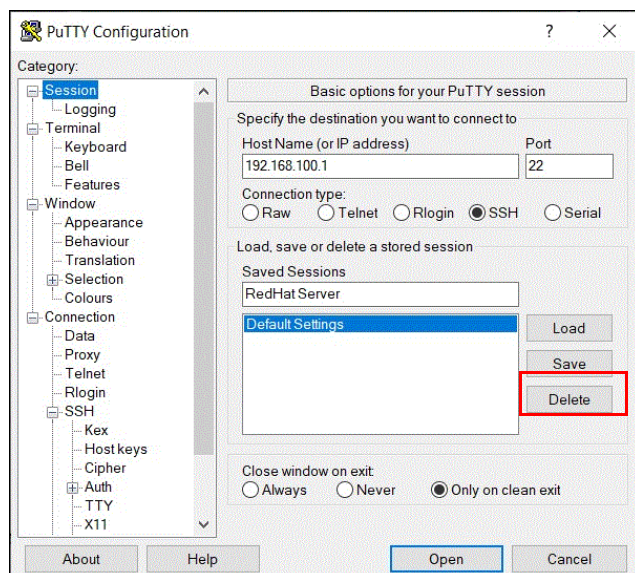 PuTTY Configuration
?
Category:
Session
Logging
Terminal
Keyboard
Bell
Features
Window
Appearance
Behaviour
Translation
Selection
Colours
Connection
Data
Proxy
Telnet
Rlogin
SSH
Kex
Host keys
Cipher
Auth
TTY
X11
Basic options for your PuTTY session
Specify the destination you want to connect to
Host Name (or IP address) Port
192.168.100.1 22
Connection type:
Raw Telnet Rlogin SSH Serial
Load, save or delete a stored session
Saved Sessions
RedHat Server
Default Settings
Load
Save
Delete
Close window on exit:
Always Never Only on clean exit
About Help Open Cancel